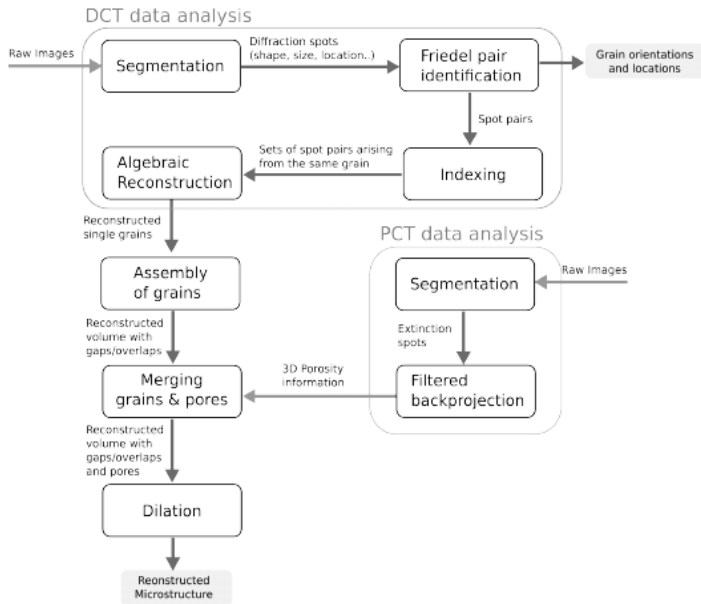 DCT data analysis
Raw Images
Segmentation
Diffraction spots
(shape, size, location..)
Friedel pair
identification
Grain orientations
and locations
Spot pairs
Algebraic
Reconstruction
Sets of spot pairs arising
from the same grain
Indexing
Reconstructed
single grains
PCT data analysis
Assembly
of grains
Segmentation
Raw Images
Reconstructed
volume with
gaps/overlaps
Extinction
spots
Merging
grains & pores
3D Porosity
information
Filtered
backprojection
Reconstructed
volume with
gaps/overlaps
and pores
Dilation
Reonstructed
Microstructure